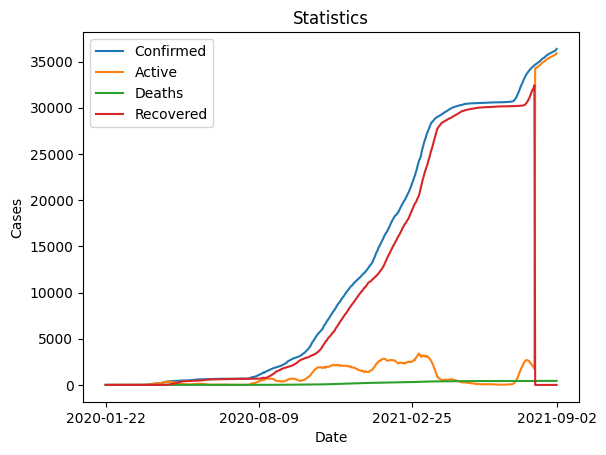 Statistics
Confirmed
Active
Deaths
Recovered
35000
30000
25000
20000
15000
10000
5000
0
Cases
2020-01-22 2020-08-09 2021-02-25 2021-09-02
Date